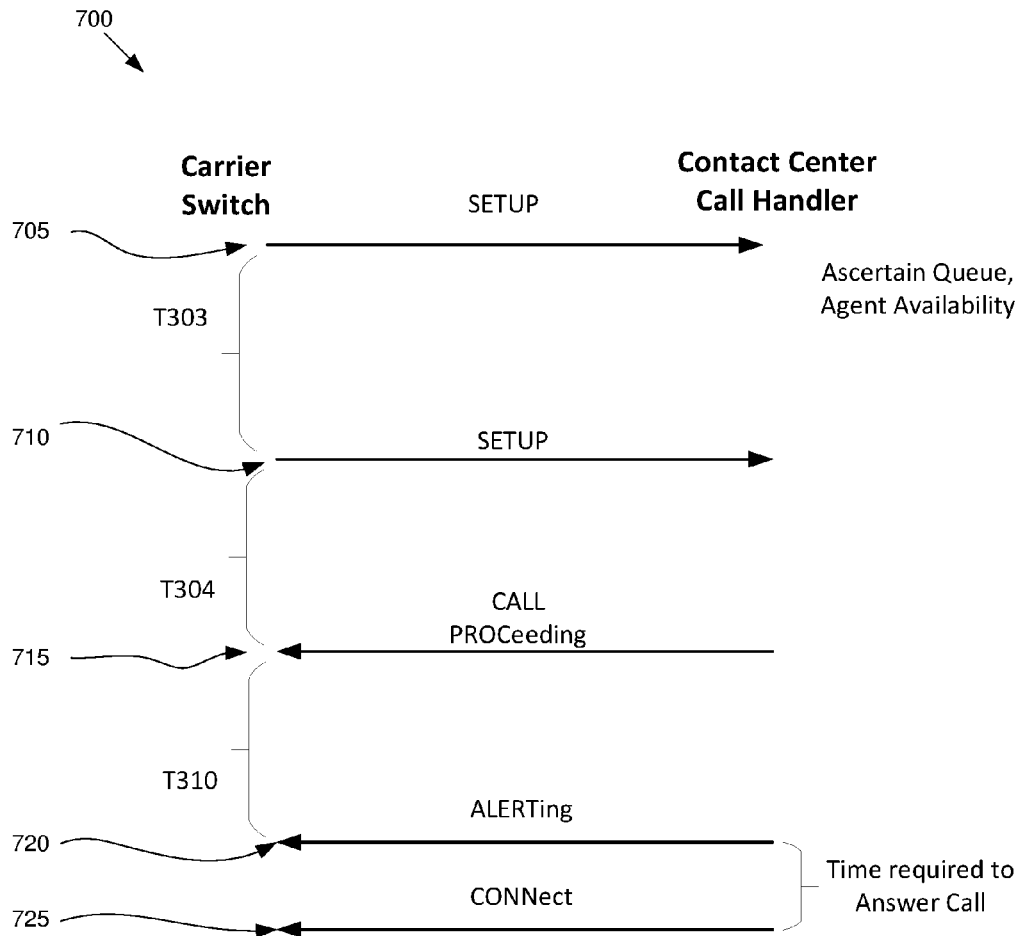 700
Carrier
Switch
Contact Center
Call Handler
SETUP
705
Ascertain Queue,
Agent Availability
T303
710
SETUP
T304
CALL
PROCeeding
715
T310
ALERTing
720
Time required to
Answer Call
CONNect
725